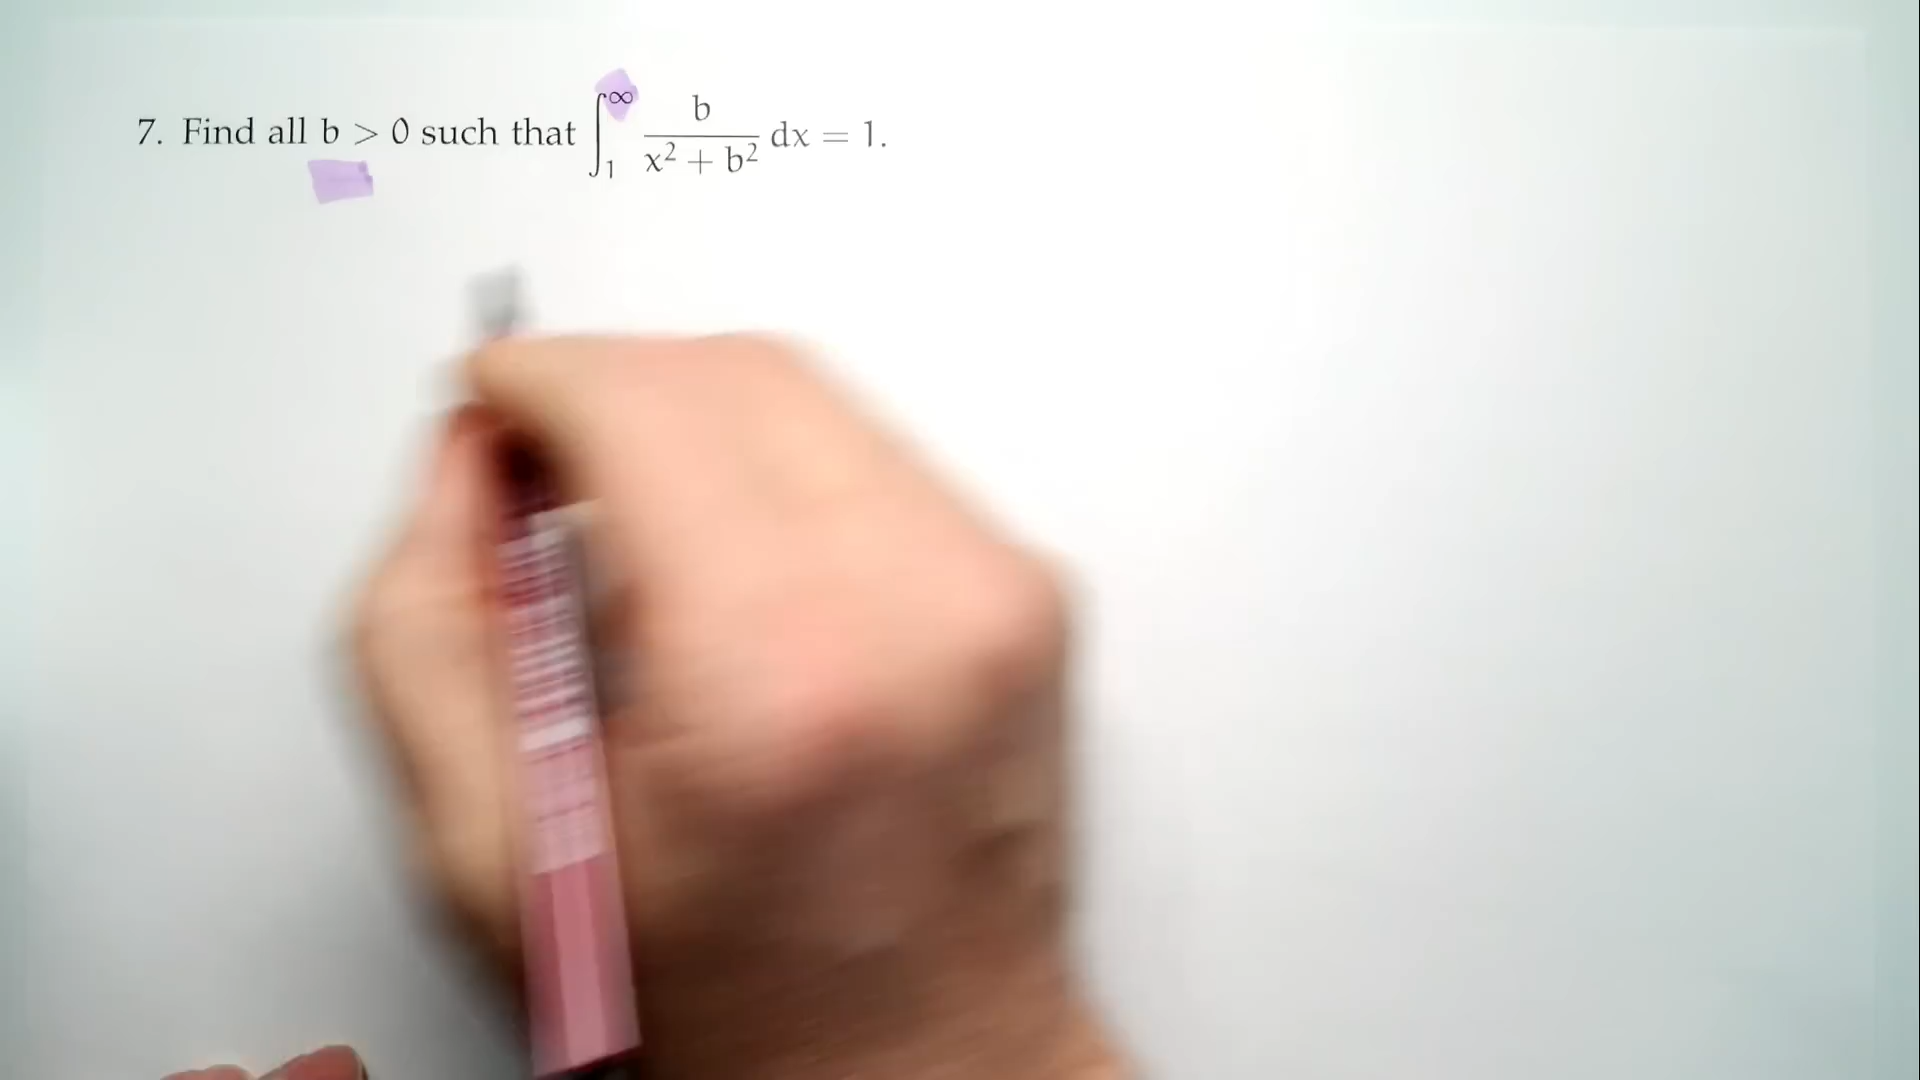 7. Find all b > 0 such that ∫₁^∞ b/(x² + b²) dx = 1.